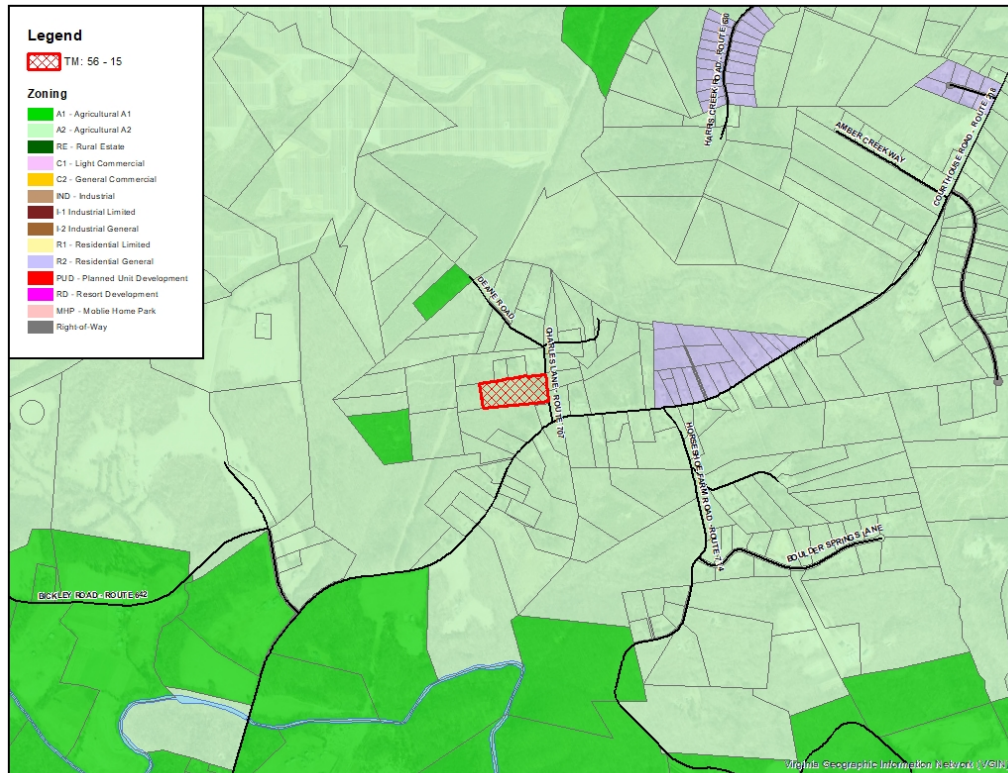 Legend
TM: 56 - 15
Zoning
A1 - Agricultural A1
A2 - Agricultural A2
RE - Rural Estate
C1 - Light Commercial
C2 - General Commercial
IND - Industrial
I-1 Industrial Limited
I-2 Industrial General
R1 - Residential Limited
R2 - Residential General
PUD - Planned Unit Development
RD - Resort Development
MHP - Moblie Home Park
Right-of-Way
HARRIS CREEK ROAD - ROUTE
AMBER CREEK WAY
COURTHOUSE ROAD - ROUTE
DEANE ROAD
CHARLES LANE - ROUTE 707
HORSESHOE FARM ROAD - ROUTE
BOULDER SPRINGS LANE
BICKLEY ROAD - ROUTE 642
Virginia Geographic Information Network